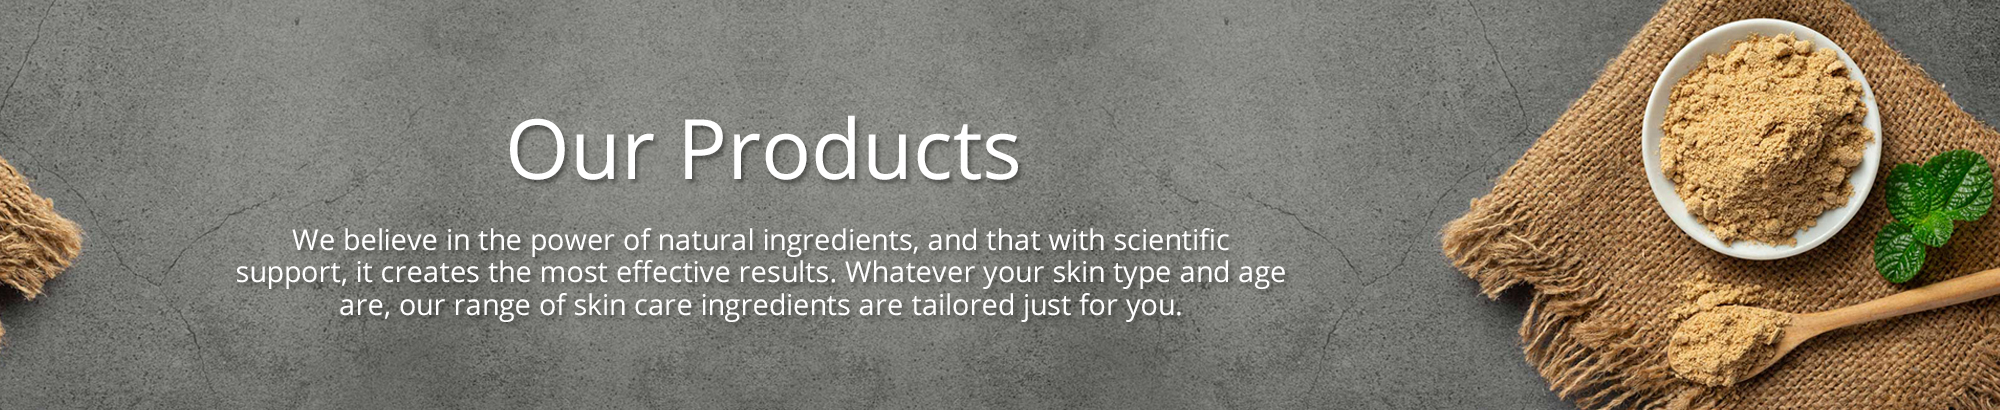 Our Products
We believe in the power of natural ingredients, and that with scientific
support, it creates the most effective results. Whatever your skin type and age
are, our range of skin care ingredients are tailored just for you.